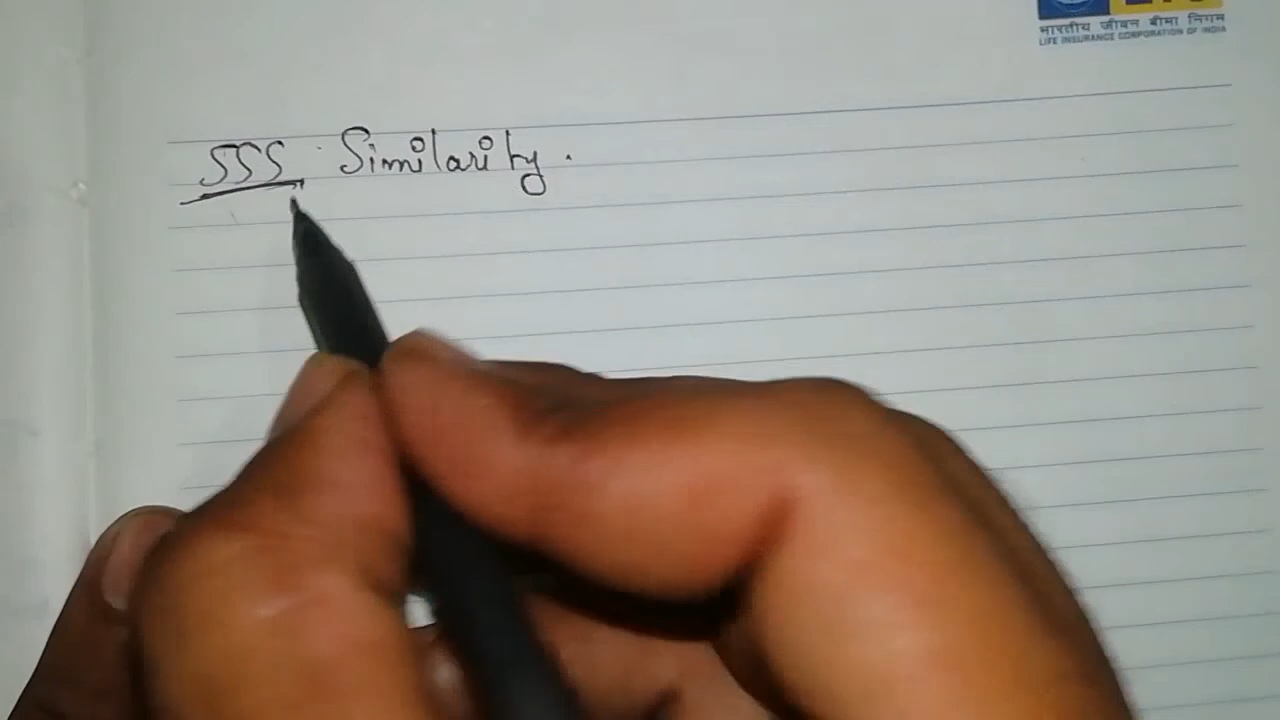 भारतीय जीवन बीमा निगम
LIFE INSURANCE CORPORATION OF INDIA
SSS Similarity.